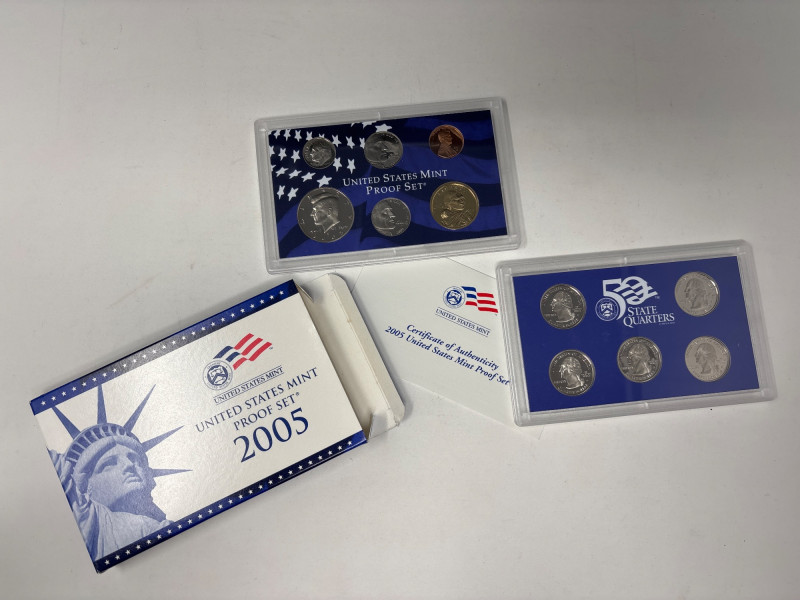 UNITED STATES MINT
PROOF SET®
50
STATE
QUARTERS
UNITED STATES MINT
Certificate of Authenticity
2005 United States Mint Proof Set
UNITED STATES MINT
UNITED STATES MINT
PROOF SET®
2005